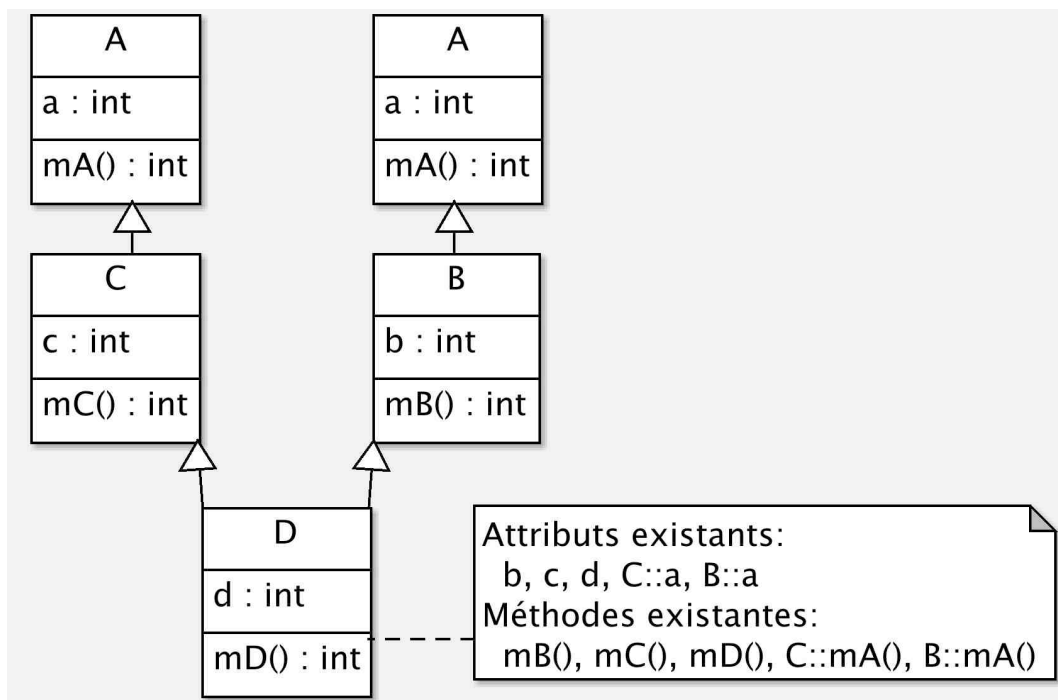 A
a : int
mA() : int
A
a : int
mA() : int
C
c : int
mC() : int
B
b : int
mB() : int
D
d : int
mD() : int
Attributs existants:
b, c, d, C::a, B::a
Méthodes existantes:
mB(), mC(), mD(), C::mA(), B::mA()